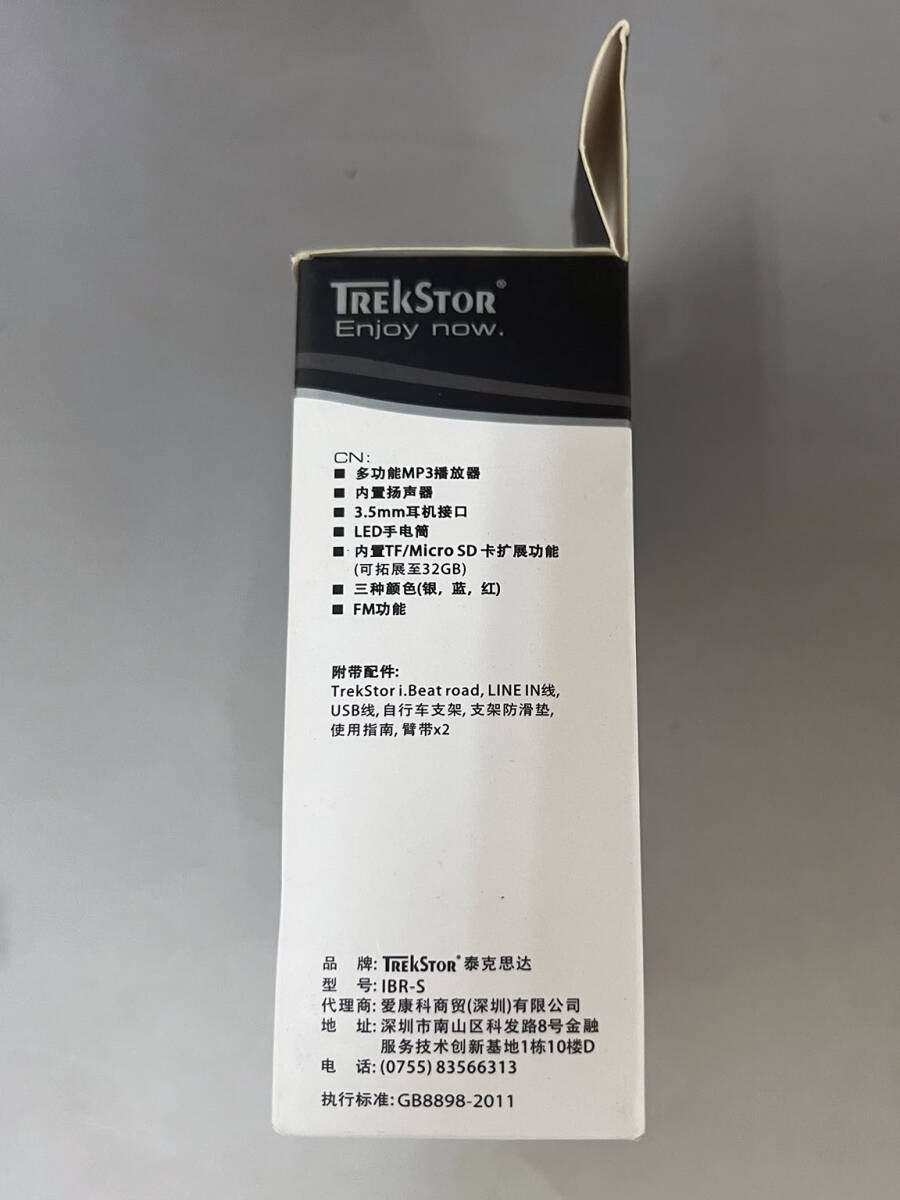 TREKSTOR®
Enjoy now.
CN:
■ 多功能MP3播放器
■ 内置扬声器
■ 3.5mm耳机接口
■ LED手电筒
■ 内置TF/Micro SD 卡扩展功能
(可拓展至32GB)
■ 三种颜色(银, 蓝, 红)
■ FM功能
附带配件:
TrekStor i.Beat road, LINE IN线,
USB线, 自行车支架, 支架防滑垫,
使用指南, 臂带x2
品 牌: TREKSTOR® 泰克思达
型 号: IBR-S
代理商: 爱康科商贸(深圳)有限公司
地 址: 深圳市南山区科发路8号金融
服务技术创新基地1栋10楼D
电 话: (0755) 83566313
执行标准: GB8898-2011